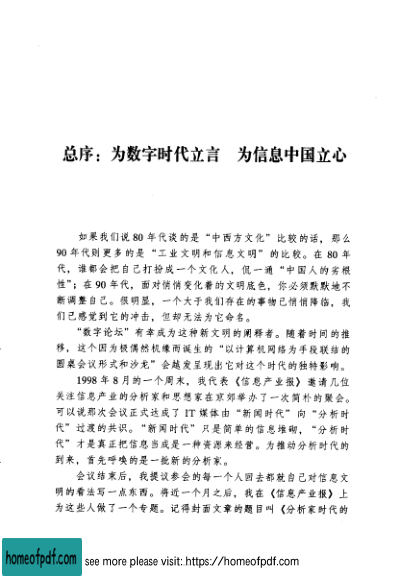 总序：为数字时代立言　为信息中国立心
如果我们说 80 年代谈的是“中西方文化”比较的话，那么
90 年代则更多的是“工业文明和信息文明”的比较。在 80 年
代，谁都会把自己打扮成一个文化人，侃一通“中国人的劣根
性”；在 90 年代，面对悄悄变化着的文明底色，你必须默默地不
断调整自己。很明显，一个大于我们存在的事物已悄悄降临，我
们已感觉到它的冲击，但却无法为它命名。
“数字论坛”有幸成为这种新文明的阐释者。随着时间的推
移，这个因为极偶然机缘而诞生的“以计算机网络为手段联结的
圆桌会议形式和沙龙”会越发呈现出它对这个时代的独特影响。
1998 年 8 月的一个周末，我代表《信息产业报》邀请几位
关注信息产业的分析家和思想家在京郊举办了一次简朴的聚会。
可以说那次会议正式达成了 IT 媒体由“新闻时代”向“分析时
代”过渡的共识。“新闻时代”只是简单的信息堆砌，“分析时
代”才是真正把信息当成是一种资源来经营。为推动分析时代的
到来，首先呼唤的是一批新的分析家。
会议结束后，我提议参会的每一个人回去都就自己对信息文
明的看法写一点东西。将近一个月之后，我在《信息产业报》上
为这些人做了一个专题。记得封面文章的题目叫《分析家时代的
homeofpdf.com
see more please visit: https://homeofpdf.com